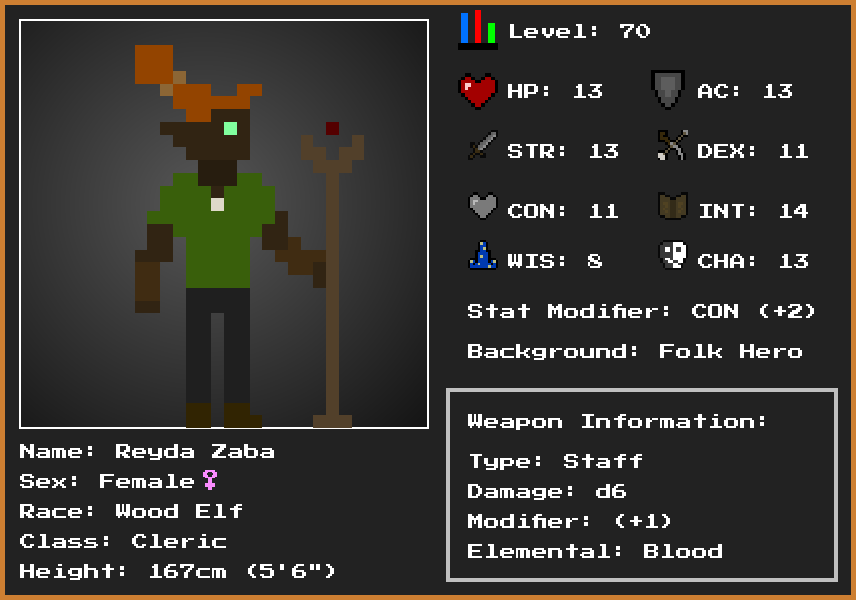 Level: 70
HP: 13
AC: 13
STR: 13
DEX: 11
CON: 11
INT: 14
WIS: 8
CHA: 13
Stat Modifier: CON (+2)
Background: Folk Hero
Weapon Information:
Type: Staff
Damage: d6
Modifier: (+1)
Elemental: Blood
Name: Reyda Zaba
Sex: Female♀
Race: Wood Elf
Class: Cleric
Height: 167cm (5'6")